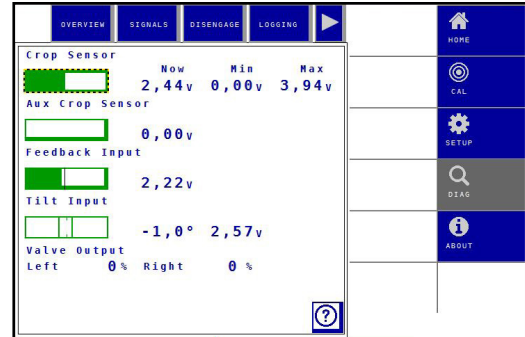 OVERVIEW SIGNALS DISENGAGE LOGGING
HOME
Crop Sensor
Now Min Max
2,44v 0,00v 3,94v
CAL
Aux Crop Sensor
0,00v
SETUP
Feedback Input
2,22v
DIAG
Tilt Input
-1,0° 2,57v
ABOUT
Valve Output
Left 0% Right 0 %
?